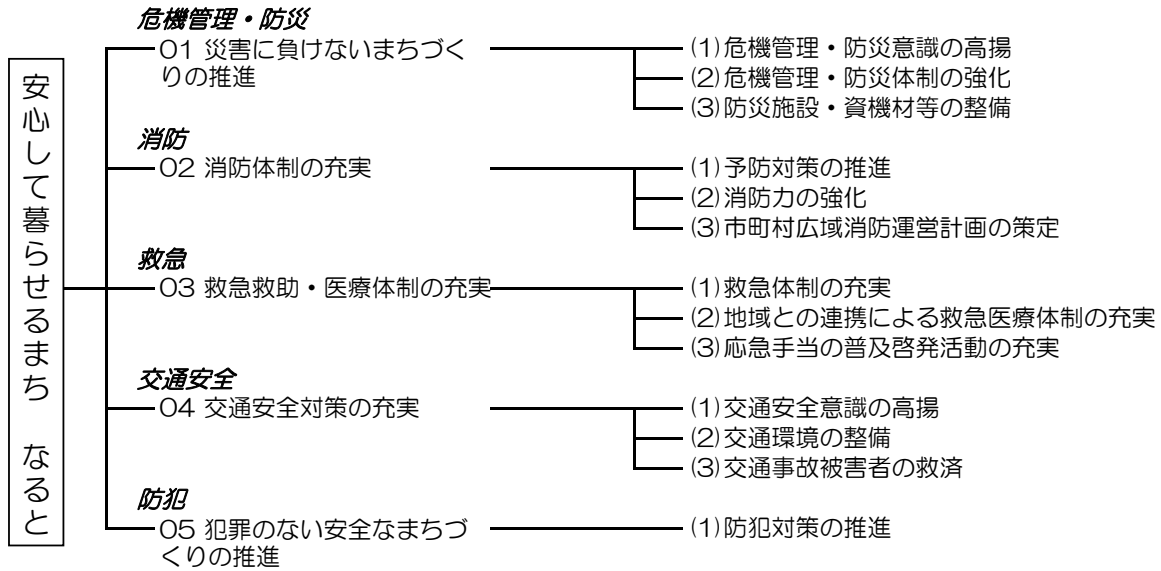 安心して暮らせるまち なると
危機管理・防災
01 災害に負けないまちづく
りの推進
(1)危機管理・防災意識の高揚
(2)危機管理・防災体制の強化
(3)防災施設・資機材等の整備
消防
02 消防体制の充実
(1)予防対策の推進
(2)消防力の強化
(3)市町村広域消防運営計画の策定
救急
03 救急救助・医療体制の充実
(1)救急体制の充実
(2)地域との連携による救急医療体制の充実
(3)応急手当の普及啓発活動の充実
交通安全
04 交通安全対策の充実
(1)交通安全意識の高揚
(2)交通環境の整備
(3)交通事故被害者の救済
防犯
05 犯罪のない安全なまちづ
くりの推進
(1)防犯対策の推進